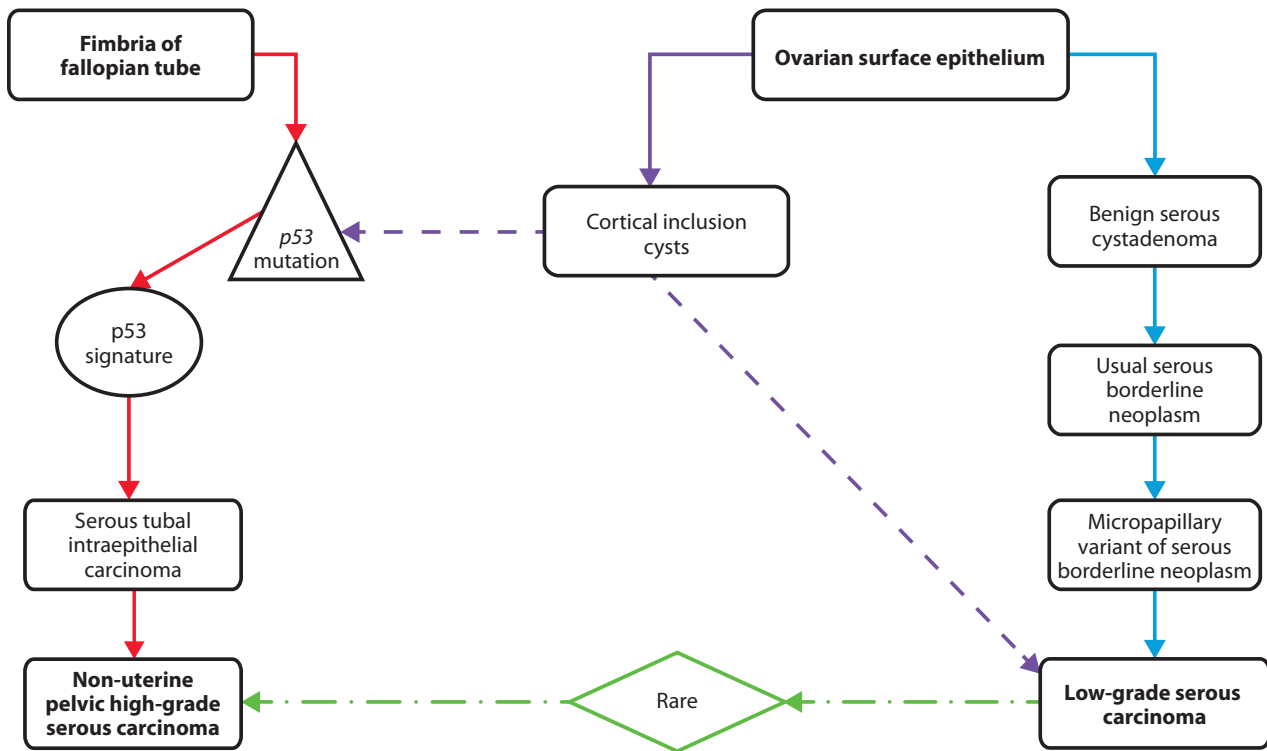 Fimbria of
fallopian tube
Ovarian surface epithelium
p53
mutation
Cortical inclusion
cysts
Benign serous
cystadenoma
p53
signature
Usual serous
borderline
neoplasm
Serous tubal
intraepithelial
carcinoma
Micropapillary
variant of serous
borderline neoplasm
Non-uterine
pelvic high-grade
serous carcinoma
Rare
Low-grade serous
carcinoma